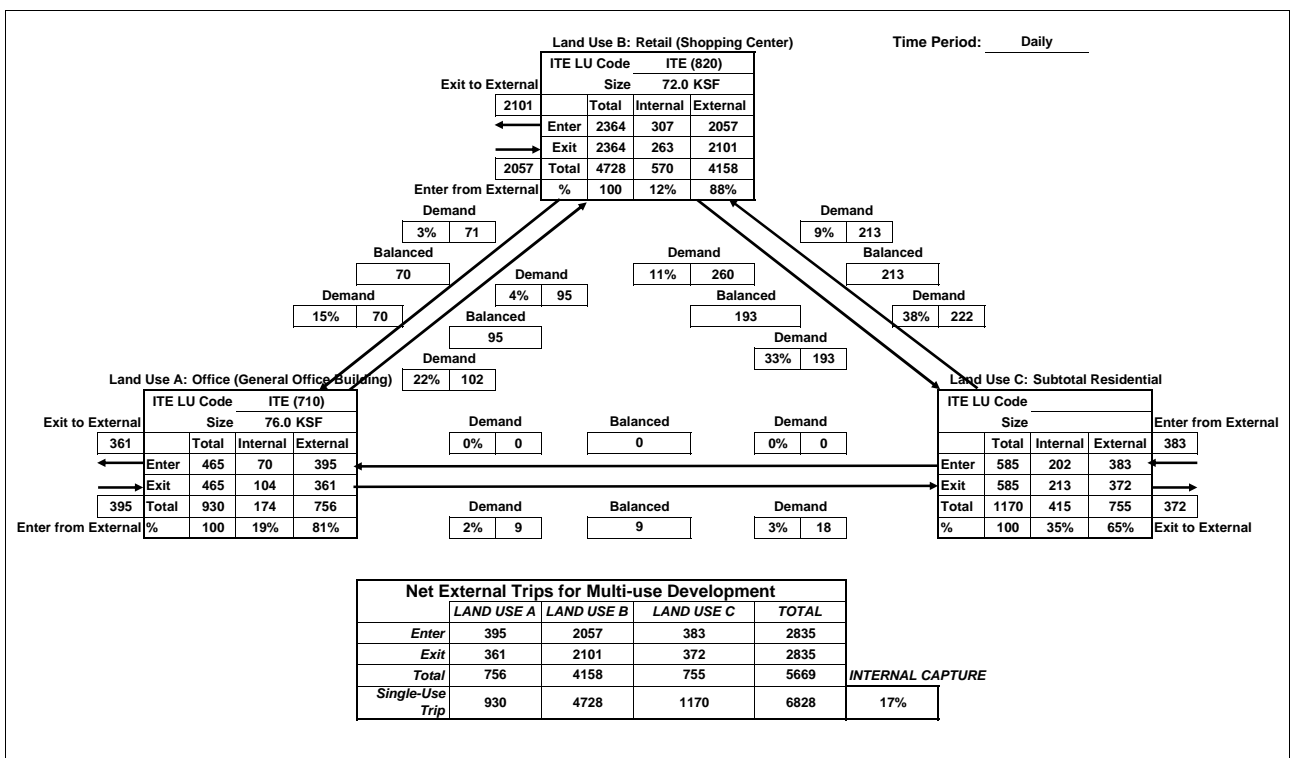 Land Use B: Retail (Shopping Center)
Time Period: Daily
ITE LU Code ITE (820)
Exit to External Size 72.0 KSF
2101 Total Internal External
Enter 2364 307 2057
Exit 2364 263 2101
2057 Total 4728 570 4158
Enter from External % 100 12% 88%
Demand Demand
3% 71 9% 213
Balanced Demand Balanced
70 Demand 11% 260 213
Demand 4% 95 Balanced Demand
15% 70 Balanced 193 38% 222
95 Demand
Demand 33% 193
Land Use A: Office (General Office Building) 22% 102 Land Use C: Subtotal Residential
ITE LU Code ITE (710) ITE LU Code
Exit to External Size 76.0 KSF Demand Balanced Demand Size Enter from External
361 Total Internal External 0% 0 0 0% 0 Total Internal External 383
Enter 465 70 395 Enter 585 202 383
Exit 465 104 361 Exit 585 213 372
395 Total 930 174 756 Demand Balanced Demand Total 1170 415 755 372
Enter from External % 100 19% 81% 2% 9 9 3% 18 % 100 35% 65% Exit to External
Net External Trips for Multi-use Development
LAND USE A LAND USE B LAND USE C TOTAL
Enter 395 2057 383 2835
Exit 361 2101 372 2835
Total 756 4158 755 5669 INTERNAL CAPTURE
Single-Use
Trip 930 4728 1170 6828 17%